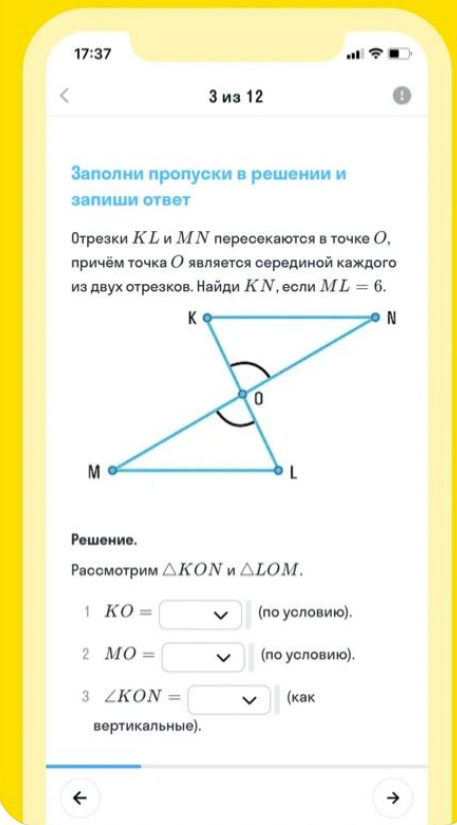 17:37
3 из 12
Заполни пропуски в решении и
запиши ответ
Отрезки KL и MN пересекаются в точке O,
причём точка O является серединой каждого
из двух отрезков. Найди KN, если ML = 6.
K
N
O
M
L
Решение.
Рассмотрим △KON и △LOM.
1 KO = (по условию).
2 MO = (по условию).
3 ∠KON = (как
вертикальные).